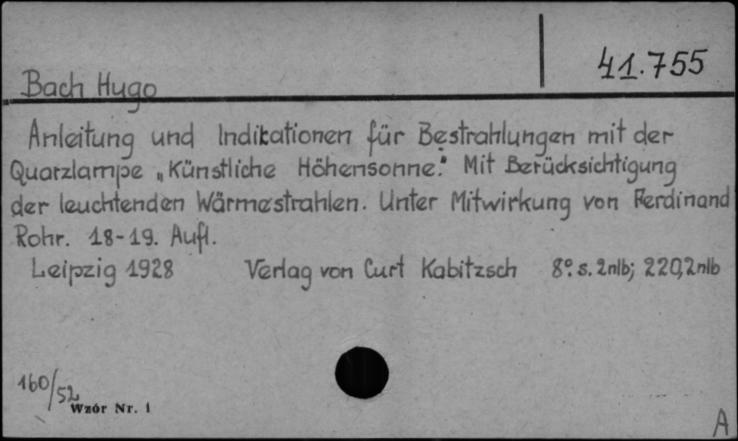 41.755
Bach Hugo
Anleitung und Indikationen für Bestrahlungen mit der
Quarzlampe „Künstliche Höhensonne." Mit Berücksichtigung
der leuchtenden Wärmestrahlen. Unter Mitwirkung von Ferdinand
Rohr. 18-19. Aufl.
Leipzig 1928 Verlag von Curt Kabitzsch 8º. s. 2nlb; 220, 2nlb
160/52
Wzór Nr. 1
A